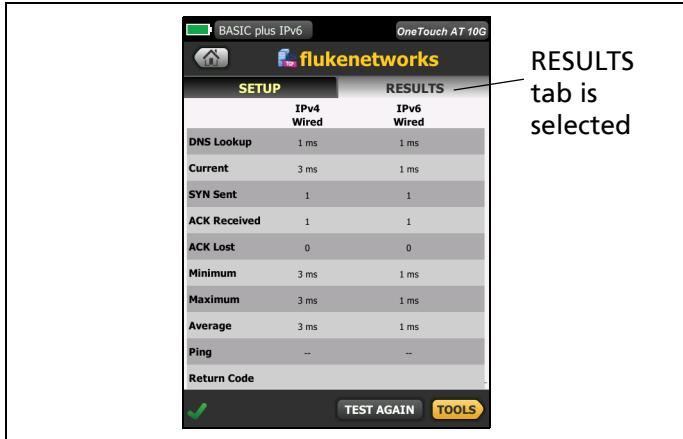 BASIC plus IPv6
OneTouch AT 10G
TCP
flukenetworks
SETUP
RESULTS
IPv4
Wired
IPv6
Wired
DNS Lookup 1 ms 1 ms
Current 3 ms 1 ms
SYN Sent 1 1
ACK Received 1 1
ACK Lost 0 0
Minimum 3 ms 1 ms
Maximum 3 ms 1 ms
Average 3 ms 1 ms
Ping -- --
Return Code
TEST AGAIN
TOOLS
RESULTS
tab is
selected